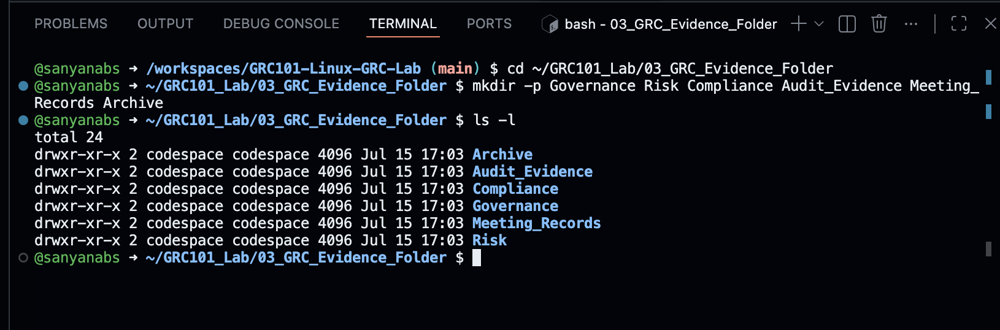 PROBLEMS OUTPUT DEBUG CONSOLE TERMINAL PORTS bash - 03_GRC_Evidence_Folder
@sanyanabs → /workspaces/GRC101-Linux-GRC-Lab (main) $ cd ~/GRC101_Lab/03_GRC_Evidence_Folder
@sanyanabs → ~/GRC101_Lab/03_GRC_Evidence_Folder $ mkdir -p Governance Risk Compliance Audit_Evidence Meeting_
Records Archive
@sanyanabs → ~/GRC101_Lab/03_GRC_Evidence_Folder $ ls -l
total 24
drwxr-xr-x 2 codespace codespace 4096 Jul 15 17:03 Archive
drwxr-xr-x 2 codespace codespace 4096 Jul 15 17:03 Audit_Evidence
drwxr-xr-x 2 codespace codespace 4096 Jul 15 17:03 Compliance
drwxr-xr-x 2 codespace codespace 4096 Jul 15 17:03 Governance
drwxr-xr-x 2 codespace codespace 4096 Jul 15 17:03 Meeting_Records
drwxr-xr-x 2 codespace codespace 4096 Jul 15 17:03 Risk
@sanyanabs → ~/GRC101_Lab/03_GRC_Evidence_Folder $